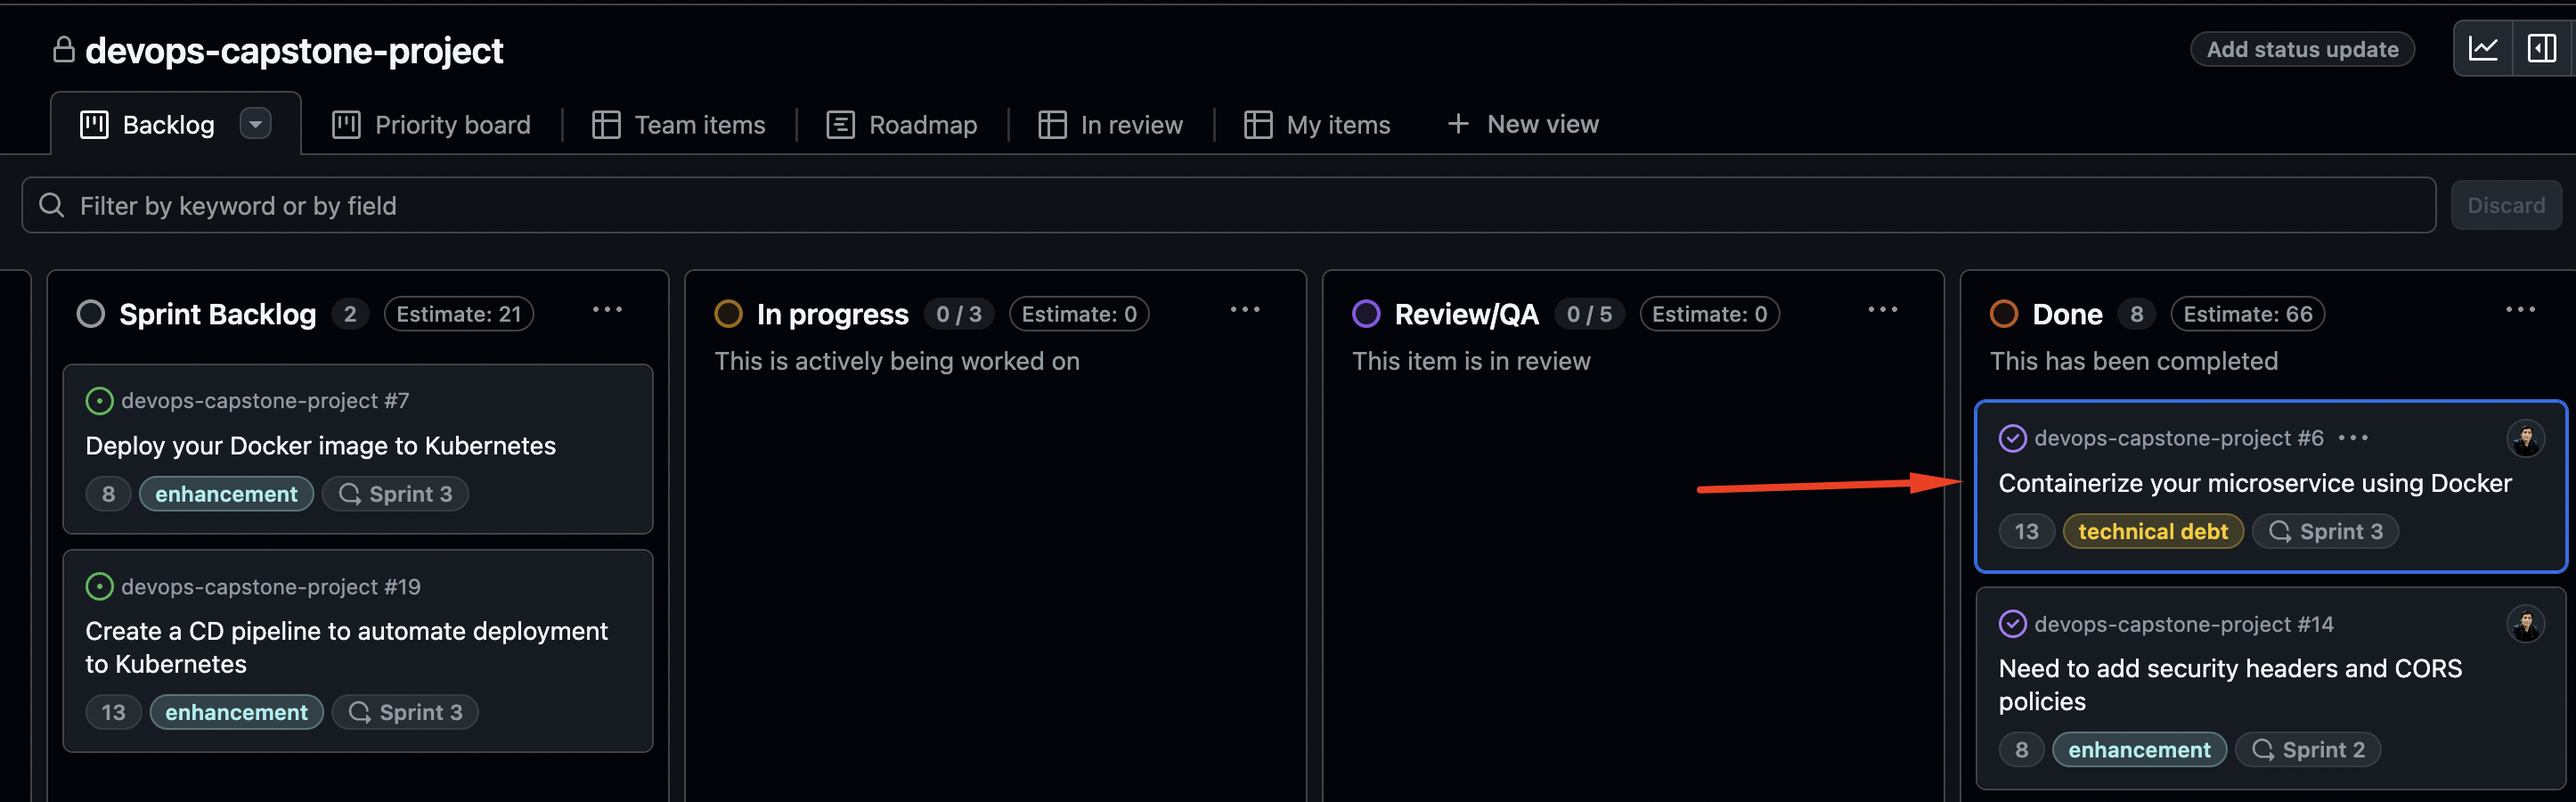 devops-capstone-project
Add status update
Backlog
Priority board
Team items
Roadmap
In review
My items
New view
Filter by keyword or by field
Discard
Sprint Backlog 2 Estimate: 21
devops-capstone-project #7
Deploy your Docker image to Kubernetes
8 enhancement Sprint 3
devops-capstone-project #19
Create a CD pipeline to automate deployment
to Kubernetes
13 enhancement Sprint 3
In progress 0 / 3 Estimate: 0
This is actively being worked on
Review/QA 0 / 5 Estimate: 0
This item is in review
Done 8 Estimate: 66
This has been completed
devops-capstone-project #6
Containerize your microservice using Docker
13 technical debt Sprint 3
devops-capstone-project #14
Need to add security headers and CORS
policies
8 enhancement Sprint 2